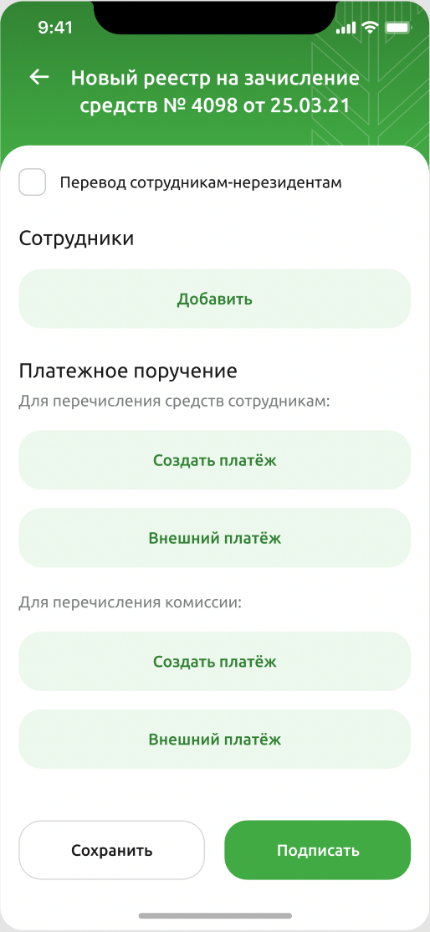 9:41
Новый реестр на зачисление
средств № 4098 от 25.03.21
Перевод сотрудникам-нерезидентам
Сотрудники
Добавить
Платежное поручение
Для перечисления средств сотрудникам:
Создать платёж
Внешний платёж
Для перечисления комиссии:
Создать платёж
Внешний платёж
Сохранить
Подписать